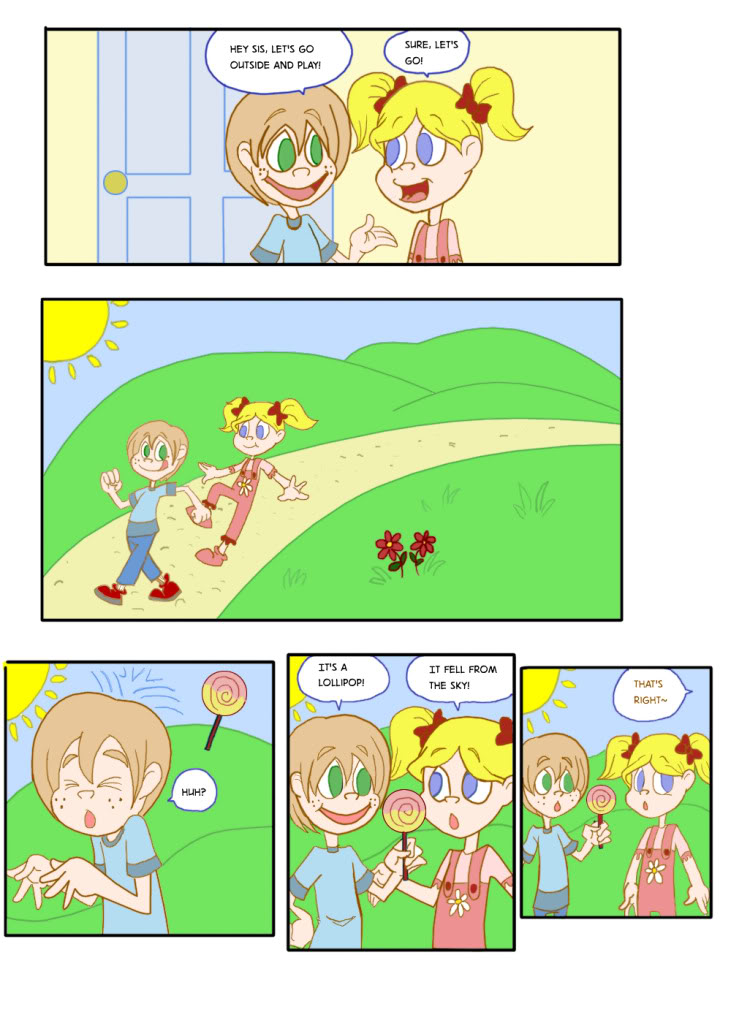 HEY SIS, LET'S GO
OUTSIDE AND PLAY!
SURE, LET'S
GO!
HUH?
IT'S A
LOLLIPOP!
IT FELL FROM
THE SKY!
THAT'S
RIGHT~